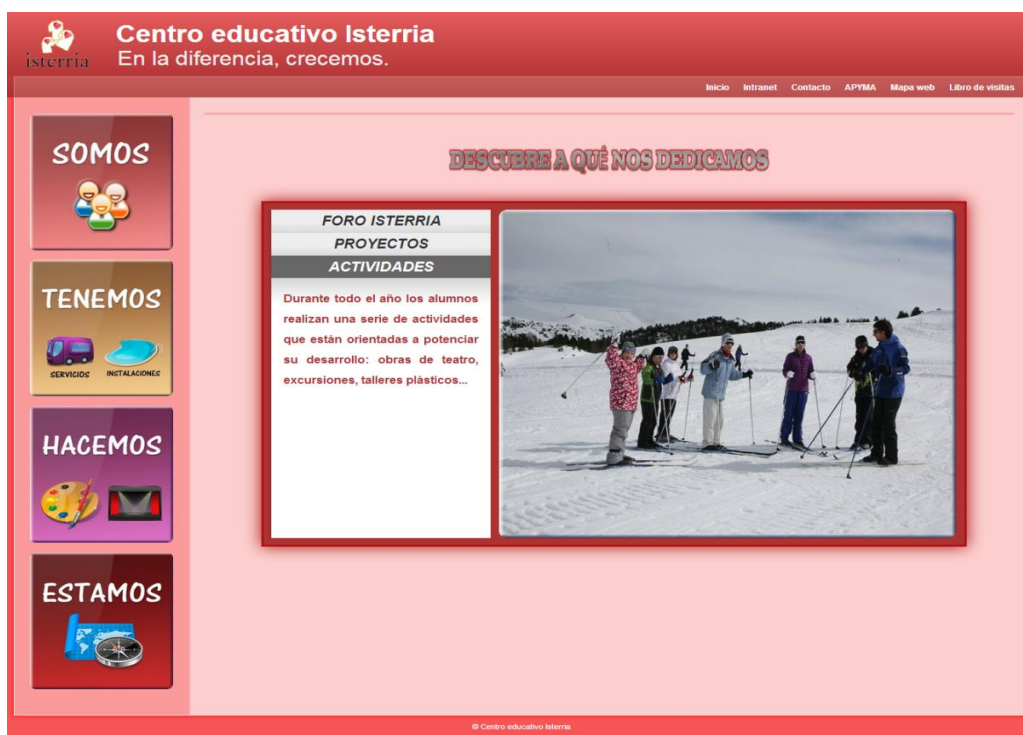 isterria
Centro educativo Isterria
En la diferencia, crecemos.
Inicio Intranet Contacto APYMA Mapa web Libro de visitas
SOMOS
TENEMOS
SERVICIOS INSTALACIONES
HACEMOS
ESTAMOS
DESCUBRE A QUÉ NOS DEDICAMOS
FORO ISTERRIA
PROYECTOS
ACTIVIDADES
Durante todo el año los alumnos
realizan una serie de actividades
que están orientadas a potenciar
su desarrollo: obras de teatro,
excursiones, talleres plásticos...
© Centro educativo Isterria